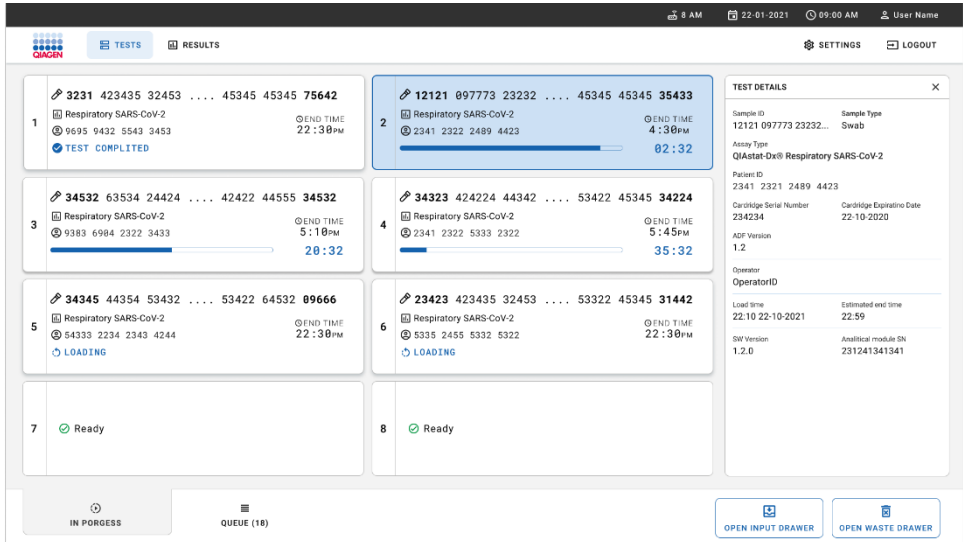 8 AM 22-01-2021 09:00 AM User Name
QIAGEN TESTS RESULTS SETTINGS LOGOUT
1
3231 423435 32453 .... 45345 45345 75642
Respiratory SARS-CoV-2
9695 9432 5543 3453
END TIME
22:30PM
TEST COMPLITED
2
12121 097773 23232 .... 45345 45345 35433
Respiratory SARS-CoV-2
2341 2322 2489 4423
END TIME
4:30PM
02:32
3
34532 63534 24424 .... 42422 44555 34532
Respiratory SARS-CoV-2
9383 6904 2322 3433
END TIME
5:10PM
20:32
4
34323 424224 44342 .... 53422 45345 34224
Respiratory SARS-CoV-2
2341 2322 5333 2322
END TIME
5:45PM
35:32
5
34345 44354 53432 .... 53422 64532 09666
Respiratory SARS-CoV-2
54333 2234 2343 4244
END TIME
22:30PM
LOADING
6
23423 423435 32453 .... 53322 45345 31442
Respiratory SARS-CoV-2
5335 2455 5332 5322
END TIME
22:30PM
LOADING
7 Ready
8 Ready
TEST DETAILS
Sample ID Sample Type
12121 097773 23232... Swab
Assay Type
QIAstat-Dx® Respiratory SARS-CoV-2
Patient ID
2341 2321 2489 4423
Cardridge Serial Number Cardridge Expiratino Date
234234 22-10-2020
ADF Version
1.2
Operator
OperatorID
Load time Estimated end time
22:10 22-10-2021 22:59
SW Version Analitical module SN
1.2.0 231241341341
IN PORGESS QUEUE (18) OPEN INPUT DRAWER OPEN WASTE DRAWER